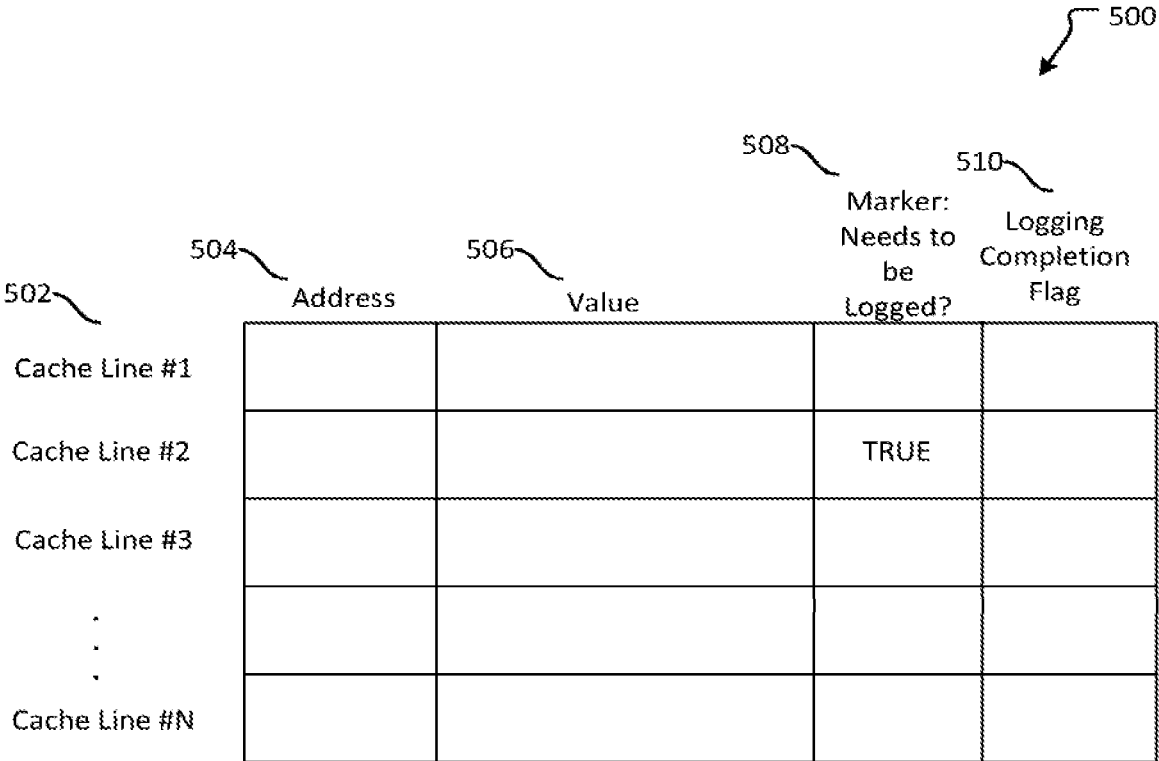 500
508
510
Marker:
Needs to
be
Logged?
Logging
Completion
Flag
504
506
502
Address
Value
Cache Line #1
Cache Line #2
TRUE
Cache Line #3
.
.
.
Cache Line #N